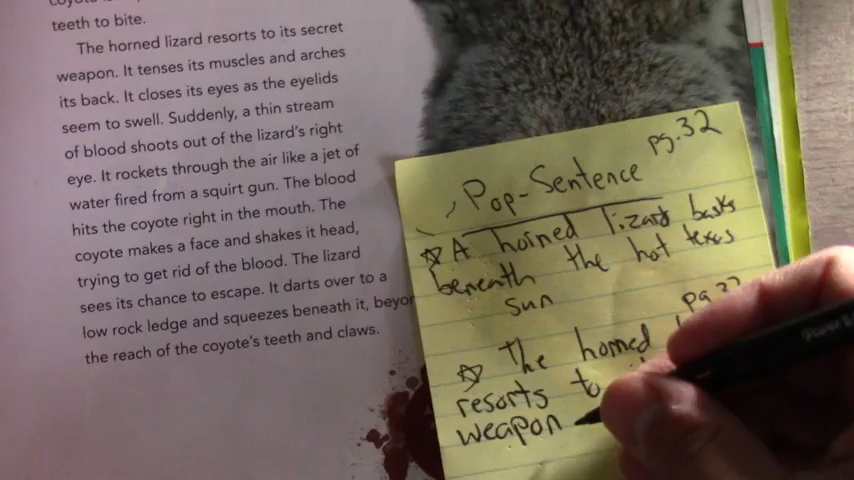 teeth to bite.
The horned lizard resorts to its secret
weapon. It tenses its muscles and arches
its back. It closes its eyes as the eyelids
seem to swell. Suddenly, a thin stream
of blood shoots out of the lizard's right
eye. It rockets through the air like a jet of
water fired from a squirt gun. The blood
hits the coyote right in the mouth. The
coyote makes a face and shakes it head,
trying to get rid of the blood. The lizard
sees its chance to escape. It darts over to a
low rock ledge and squeezes beneath it, beyon
the reach of the coyote's teeth and claws.
pg.32
Pop-Sentence
A horned lizard basks
beneath the hot texas
sun
The horned
resorts to
weapon